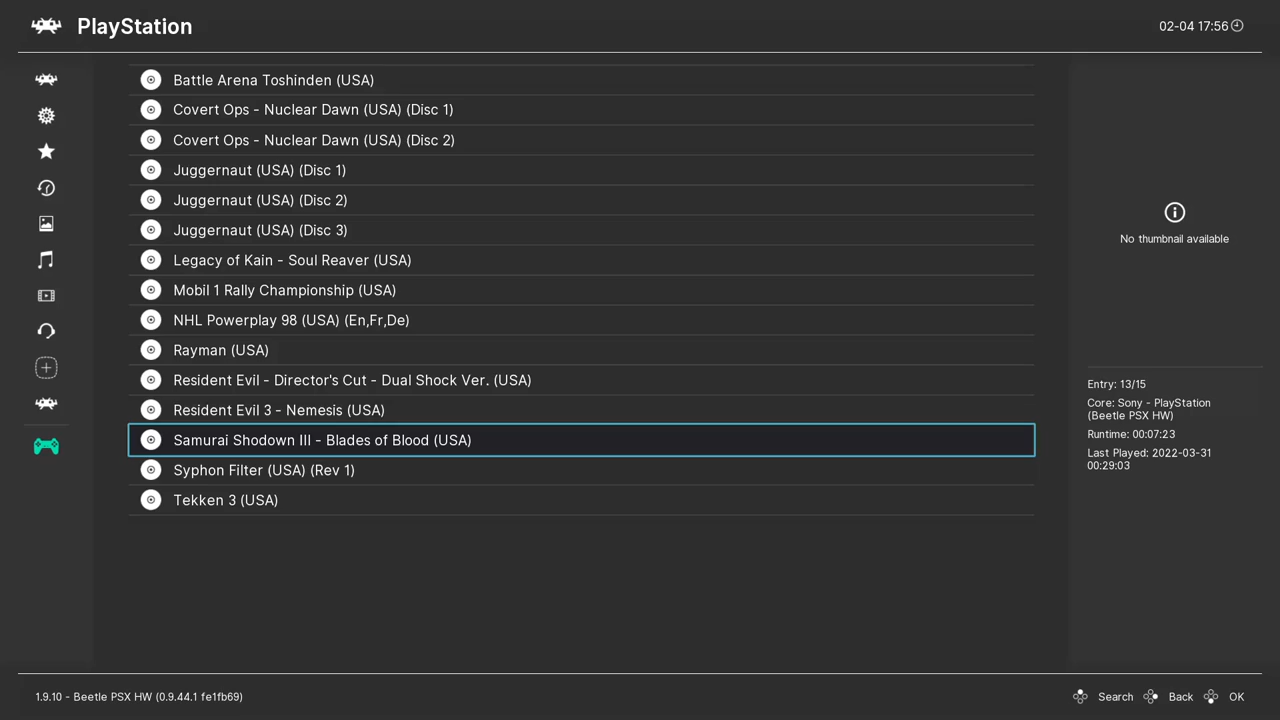 PlayStation
02-04 17:56
Battle Arena Toshinden (USA)
Covert Ops - Nuclear Dawn (USA) (Disc 1)
Covert Ops - Nuclear Dawn (USA) (Disc 2)
Juggernaut (USA) (Disc 1)
Juggernaut (USA) (Disc 2)
Juggernaut (USA) (Disc 3)
Legacy of Kain - Soul Reaver (USA)
Mobil 1 Rally Championship (USA)
NHL Powerplay 98 (USA) (En,Fr,De)
Rayman (USA)
Resident Evil - Director's Cut - Dual Shock Ver. (USA)
Resident Evil 3 - Nemesis (USA)
Samurai Shodown III - Blades of Blood (USA)
Syphon Filter (USA) (Rev 1)
Tekken 3 (USA)
No thumbnail available
Entry: 13/15
Core: Sony - PlayStation
(Beetle PSX HW)
Runtime: 00:07:23
Last Played: 2022-03-31
00:29:03
1.9.10 - Beetle PSX HW (0.9.44.1 fe1fb69)
Search Back OK